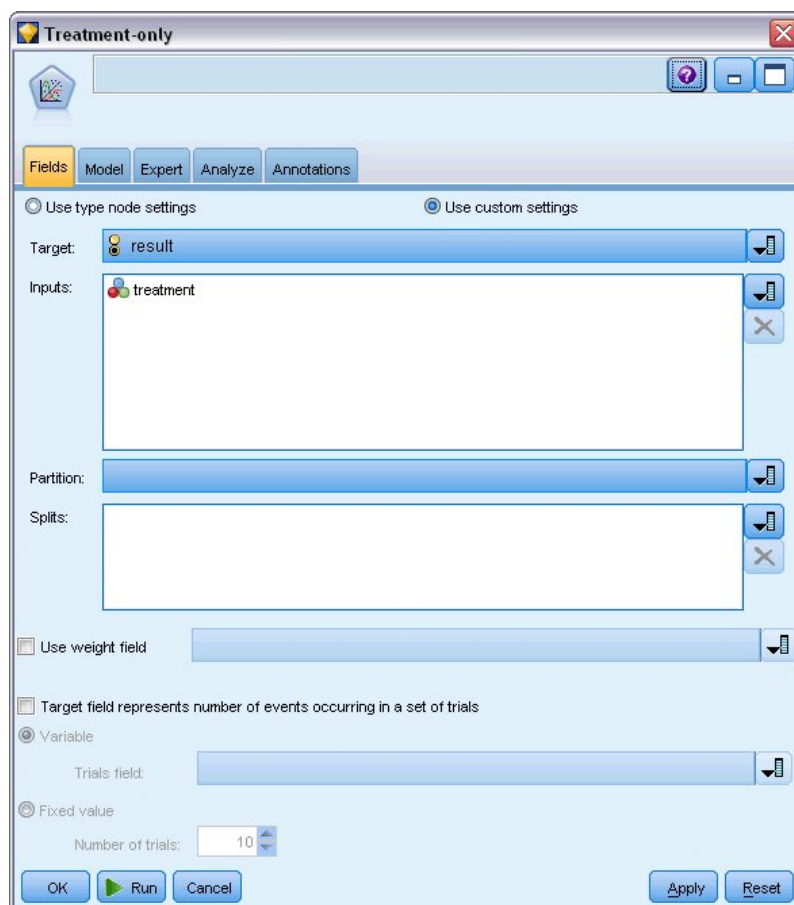 Treatment-only
Fields Model Expert Analyze Annotations
Use type node settings Use custom settings
Target: result
Inputs: treatment
Partition:
Splits:
Use weight field
Target field represents number of events occurring in a set of trials
Variable
Trials field:
Fixed value
Number of trials: 10
OK Run Cancel Apply Reset